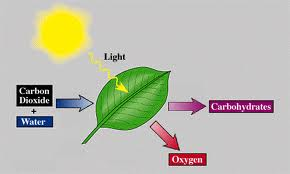 Light
Carbon
Dioxide
+
Water
Carbohydrates
Oxygen